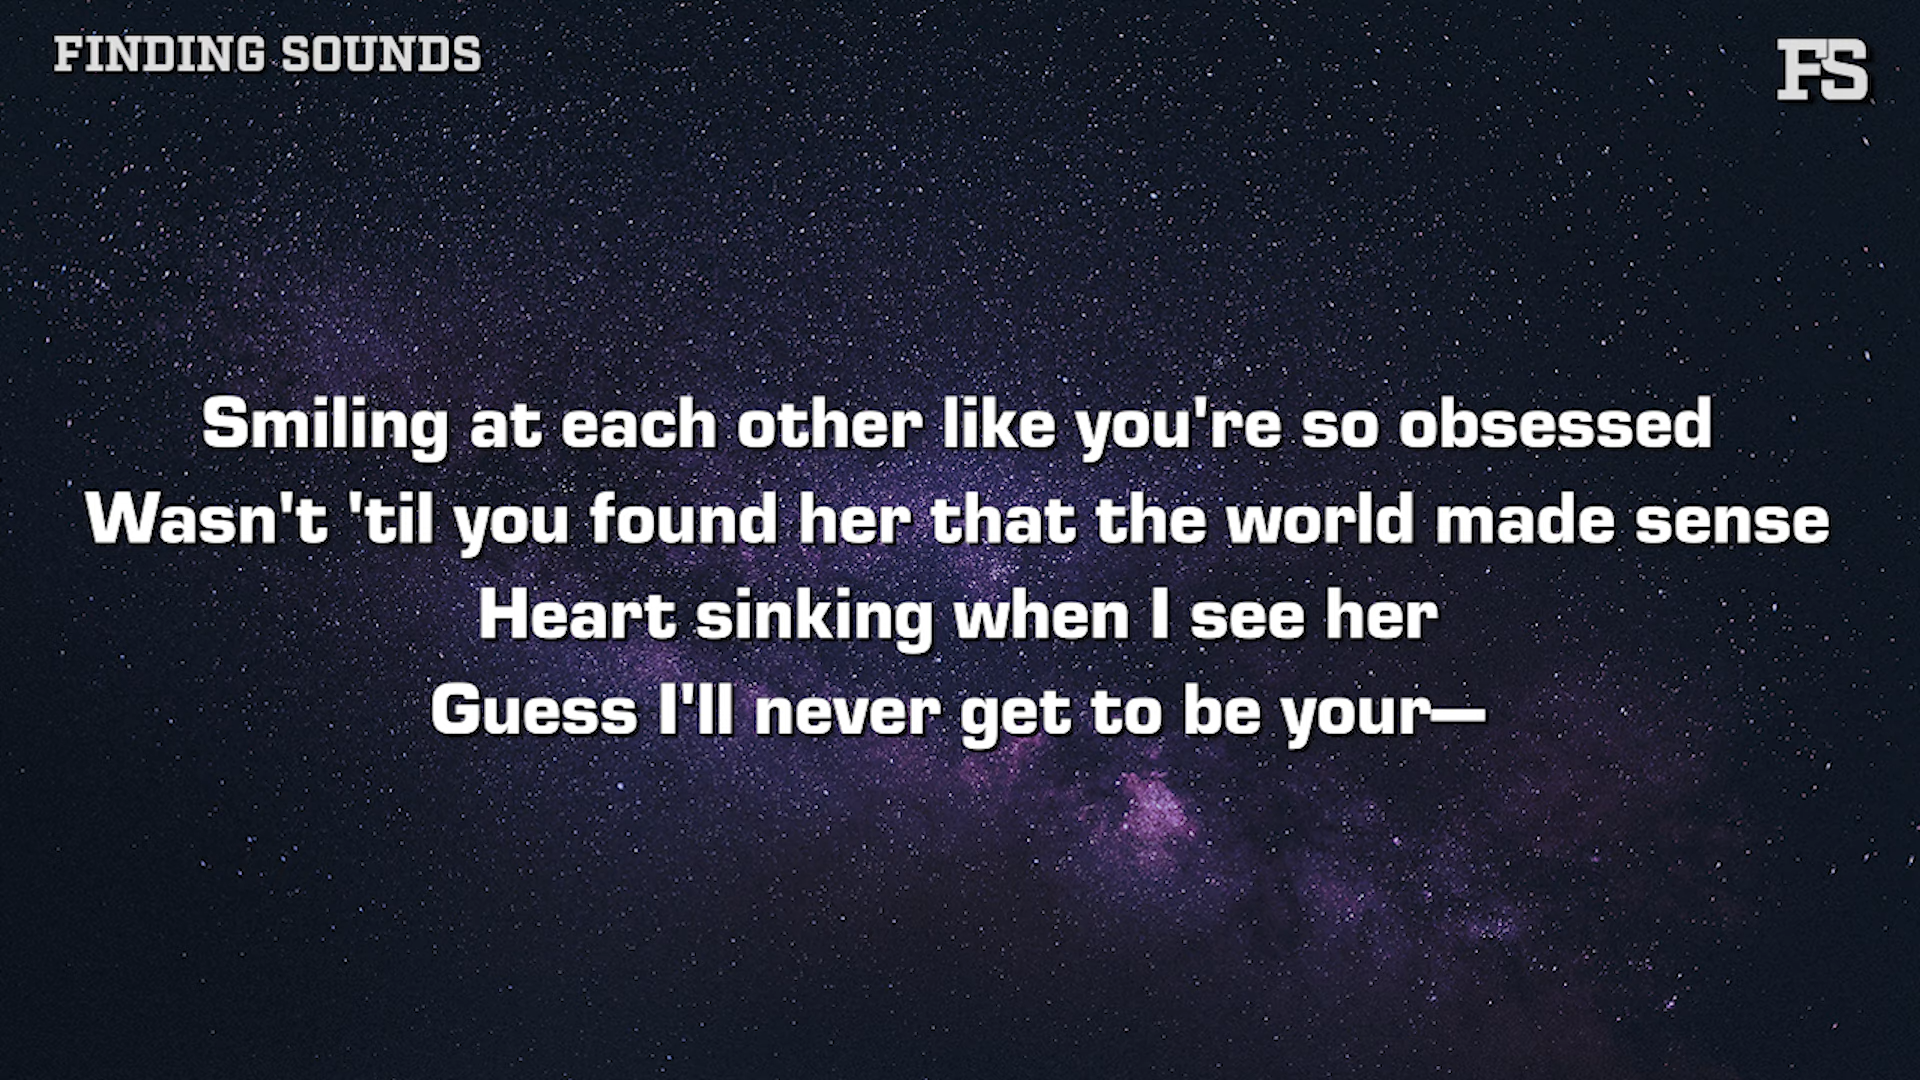 FINDING SOUNDS
FS
Smiling at each other like you're so obsessed
Wasn't 'til you found her that the world made sense
Heart sinking when I see her
Guess I'll never get to be your—